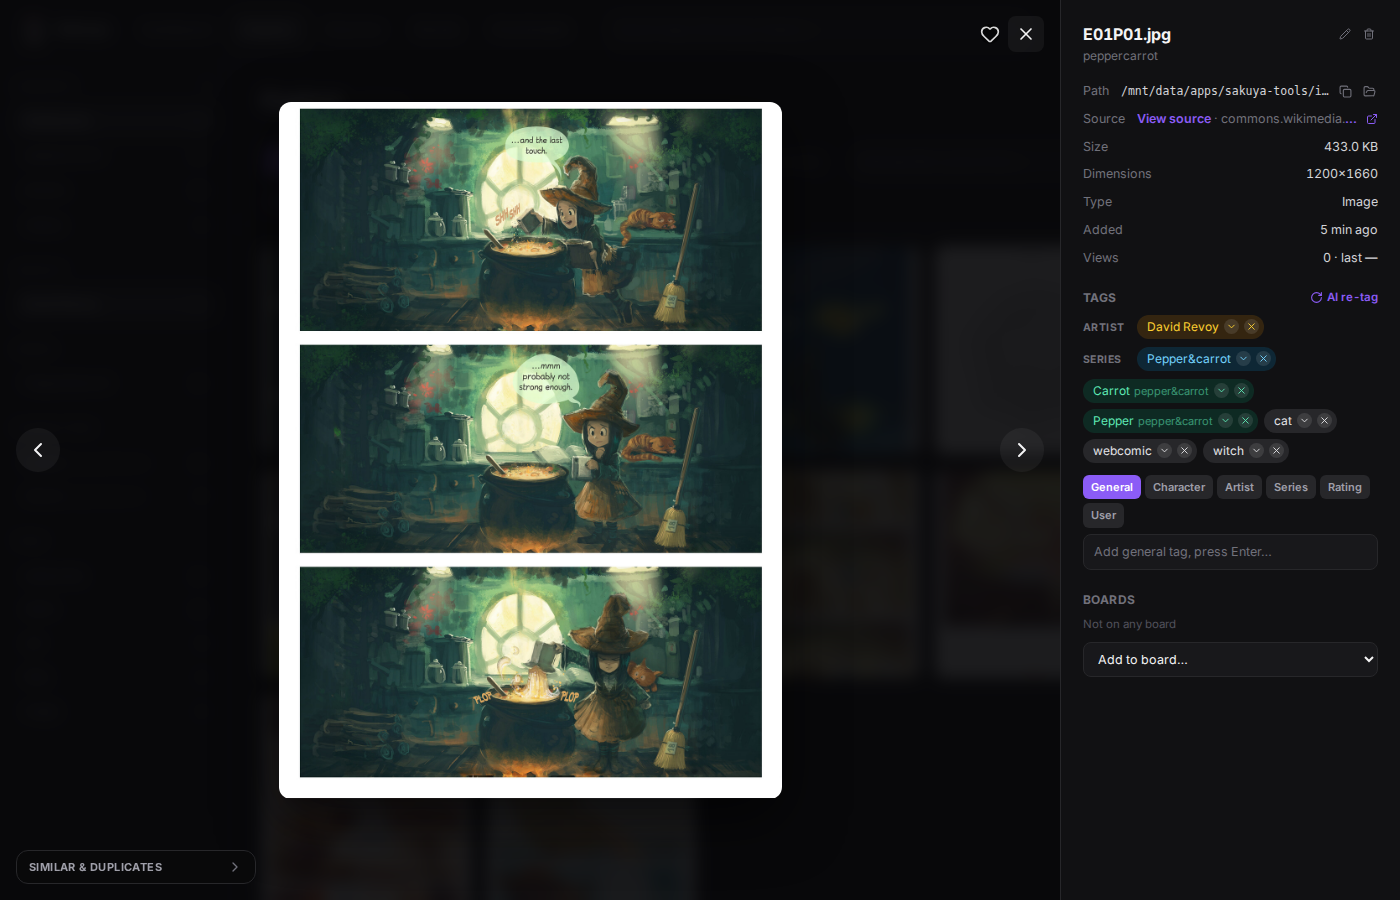 ...and the last
touch.
SHHSHH
...mmm
probably not
strong enough.
PLOP
PLOP
SIMILAR & DUPLICATES
E01P01.jpg
peppercarrot
Path /mnt/data/apps/sakuya-tools/i…
Source View source · commons.wikimedia.…
Size 433.0 KB
Dimensions 1200×1660
Type Image
Added 5 min ago
Views 0 · last —
TAGS AI re-tag
ARTIST David Revoy
SERIES Pepper&carrot
Carrot pepper&carrot
Pepper pepper&carrot cat
webcomic witch
General Character Artist Series Rating
User
Add general tag, press Enter...
BOARDS
Not on any board
Add to board...